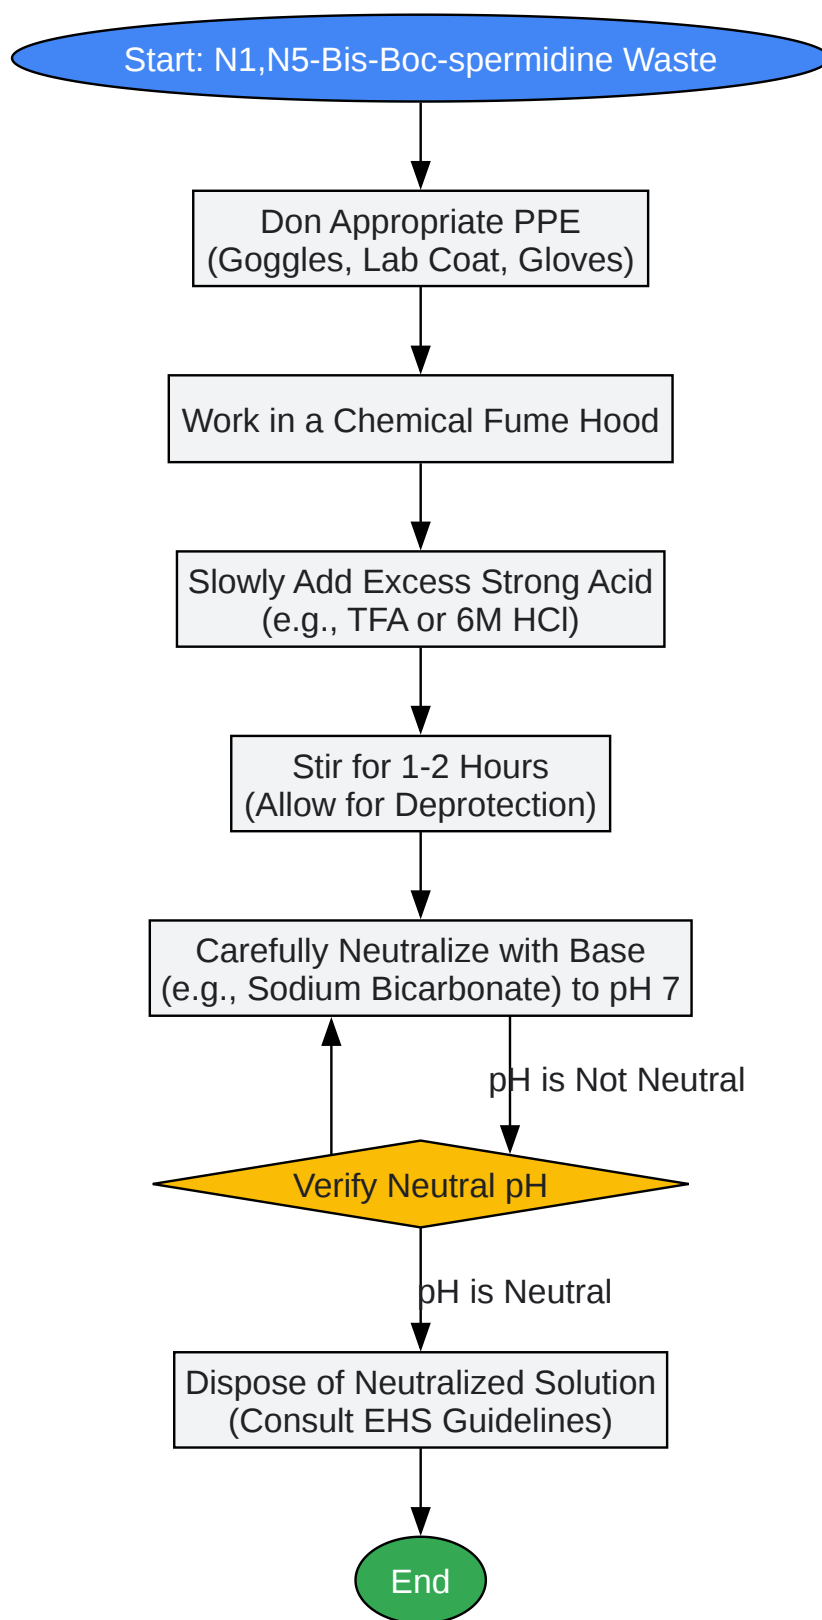 Start: N1,N5-Bis-Boc-spermidine Waste
Don Appropriate PPE
(Goggles, Lab Coat, Gloves)
Work in a Chemical Fume Hood
Slowly Add Excess Strong Acid
(e.g., TFA or 6M HCl)
Stir for 1-2 Hours
(Allow for Deprotection)
Carefully Neutralize with Base
(e.g., Sodium Bicarbonate) to pH 7
pH is Not Neutral
Verify Neutral pH
pH is Neutral
Dispose of Neutralized Solution
(Consult EHS Guidelines)
End